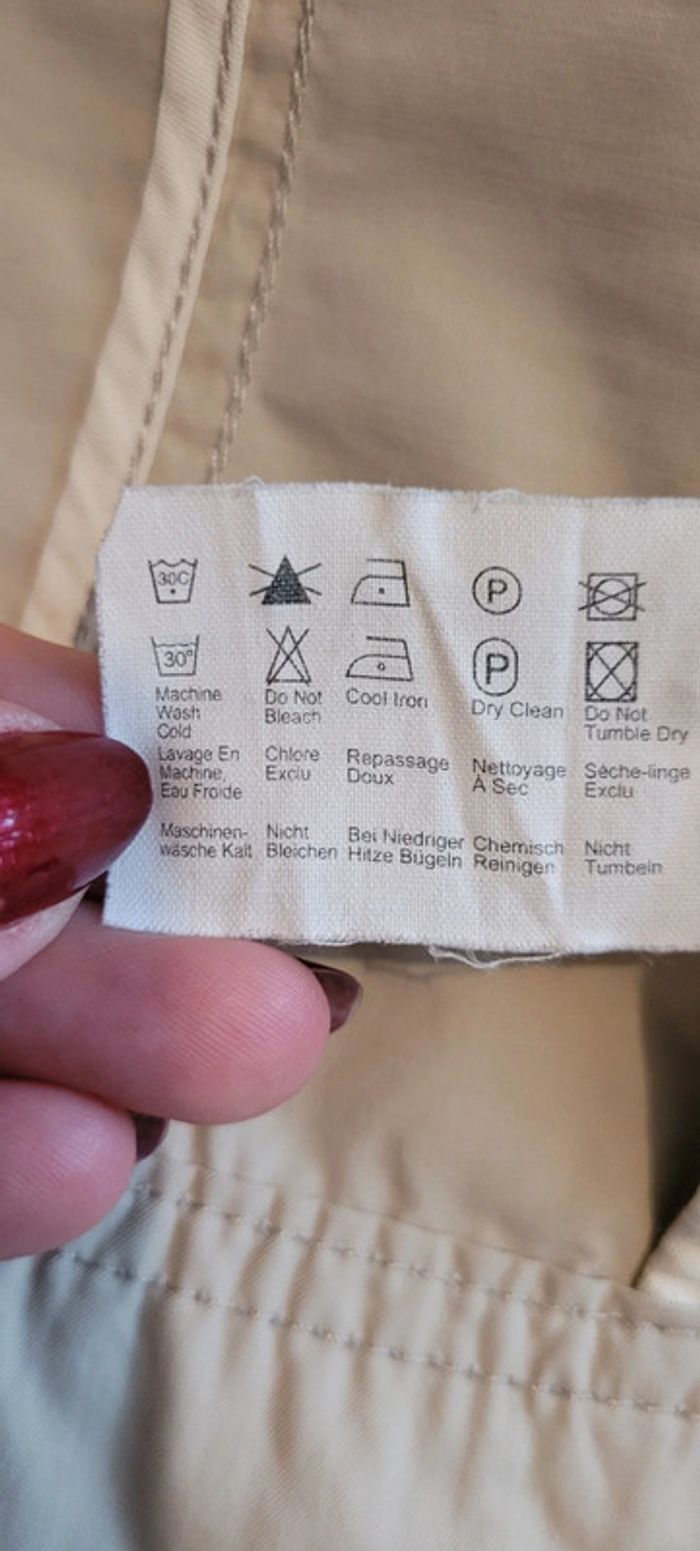 30C
P
30°
P
Machine
Wash
Cold
Do Not
Bleach
Cool Iron
Dry Clean
Do Not
Tumble Dry
Lavage En
Machine,
Eau Froide
Chlore
Exclu
Repassage
Doux
Nettoyage
À Sec
Sèche-linge
Exclu
Maschinen-
wäsche Kalt
Nicht
Bleichen
Bei Niedriger
Hitze Bügeln
Chemisch
Reinigen
Nicht
Tumbeln